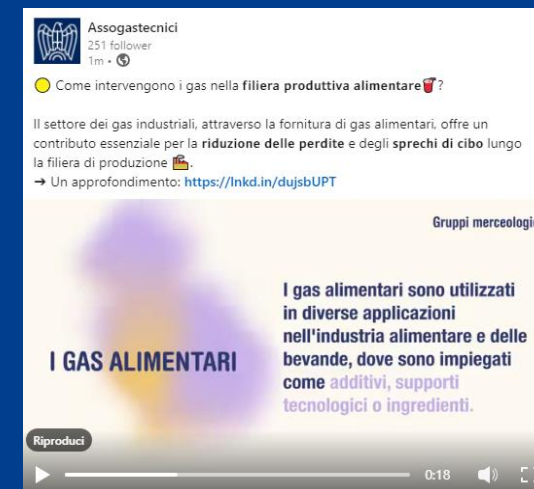 Assogastecnici
251 follower
1m •
Come intervengono i gas nella filiera produttiva alimentare?
Il settore dei gas industriali, attraverso la fornitura di gas alimentari, offre un
contributo essenziale per la riduzione delle perdite e degli sprechi di cibo lungo
la filiera di produzione.
→ Un approfondimento: https://lnkd.in/dujsbUPT
Gruppi merceologi
I GAS ALIMENTARI
I gas alimentari sono utilizzati
in diverse applicazioni
nell'industria alimentare e delle
bevande, dove sono impiegati
come additivi, supporti
tecnologici o ingredienti.
Riproduci
0:18